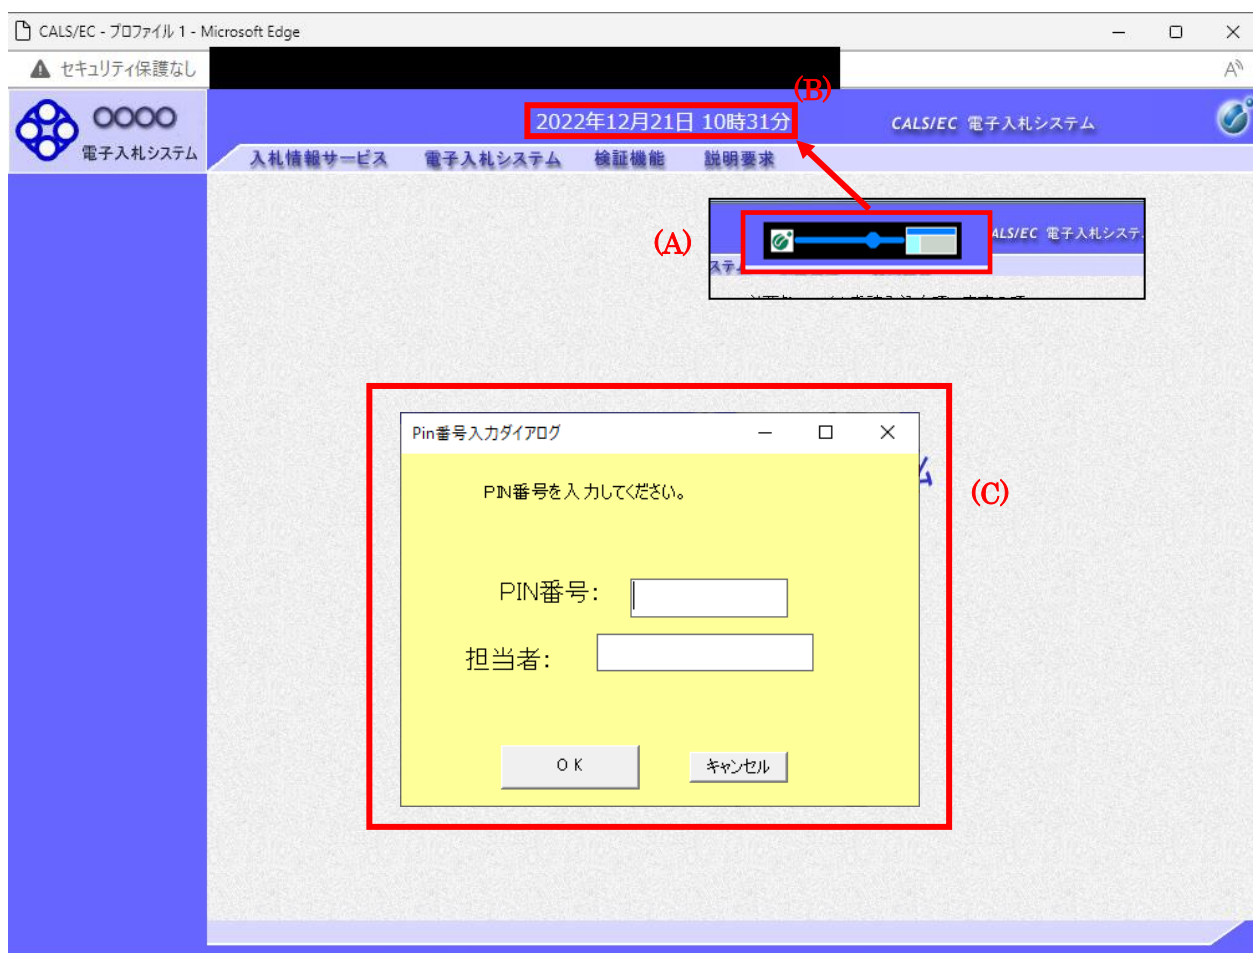 CALS/EC - プロファイル 1 - Microsoft Edge
セキュリティ保護なし
A
(B)
OOOO
電子入札システム
2022年12月21日 10時31分
CALS/EC 電子入札システム
入札情報サービス 電子入札システム 検証機能 説明要求
(A)
ALS/EC 電子入札システ
ステ
Pin番号入力ダイアログ
ム
(C)
PIN番号を入力してください。
PIN番号:
担当者:
OK
キャンセル